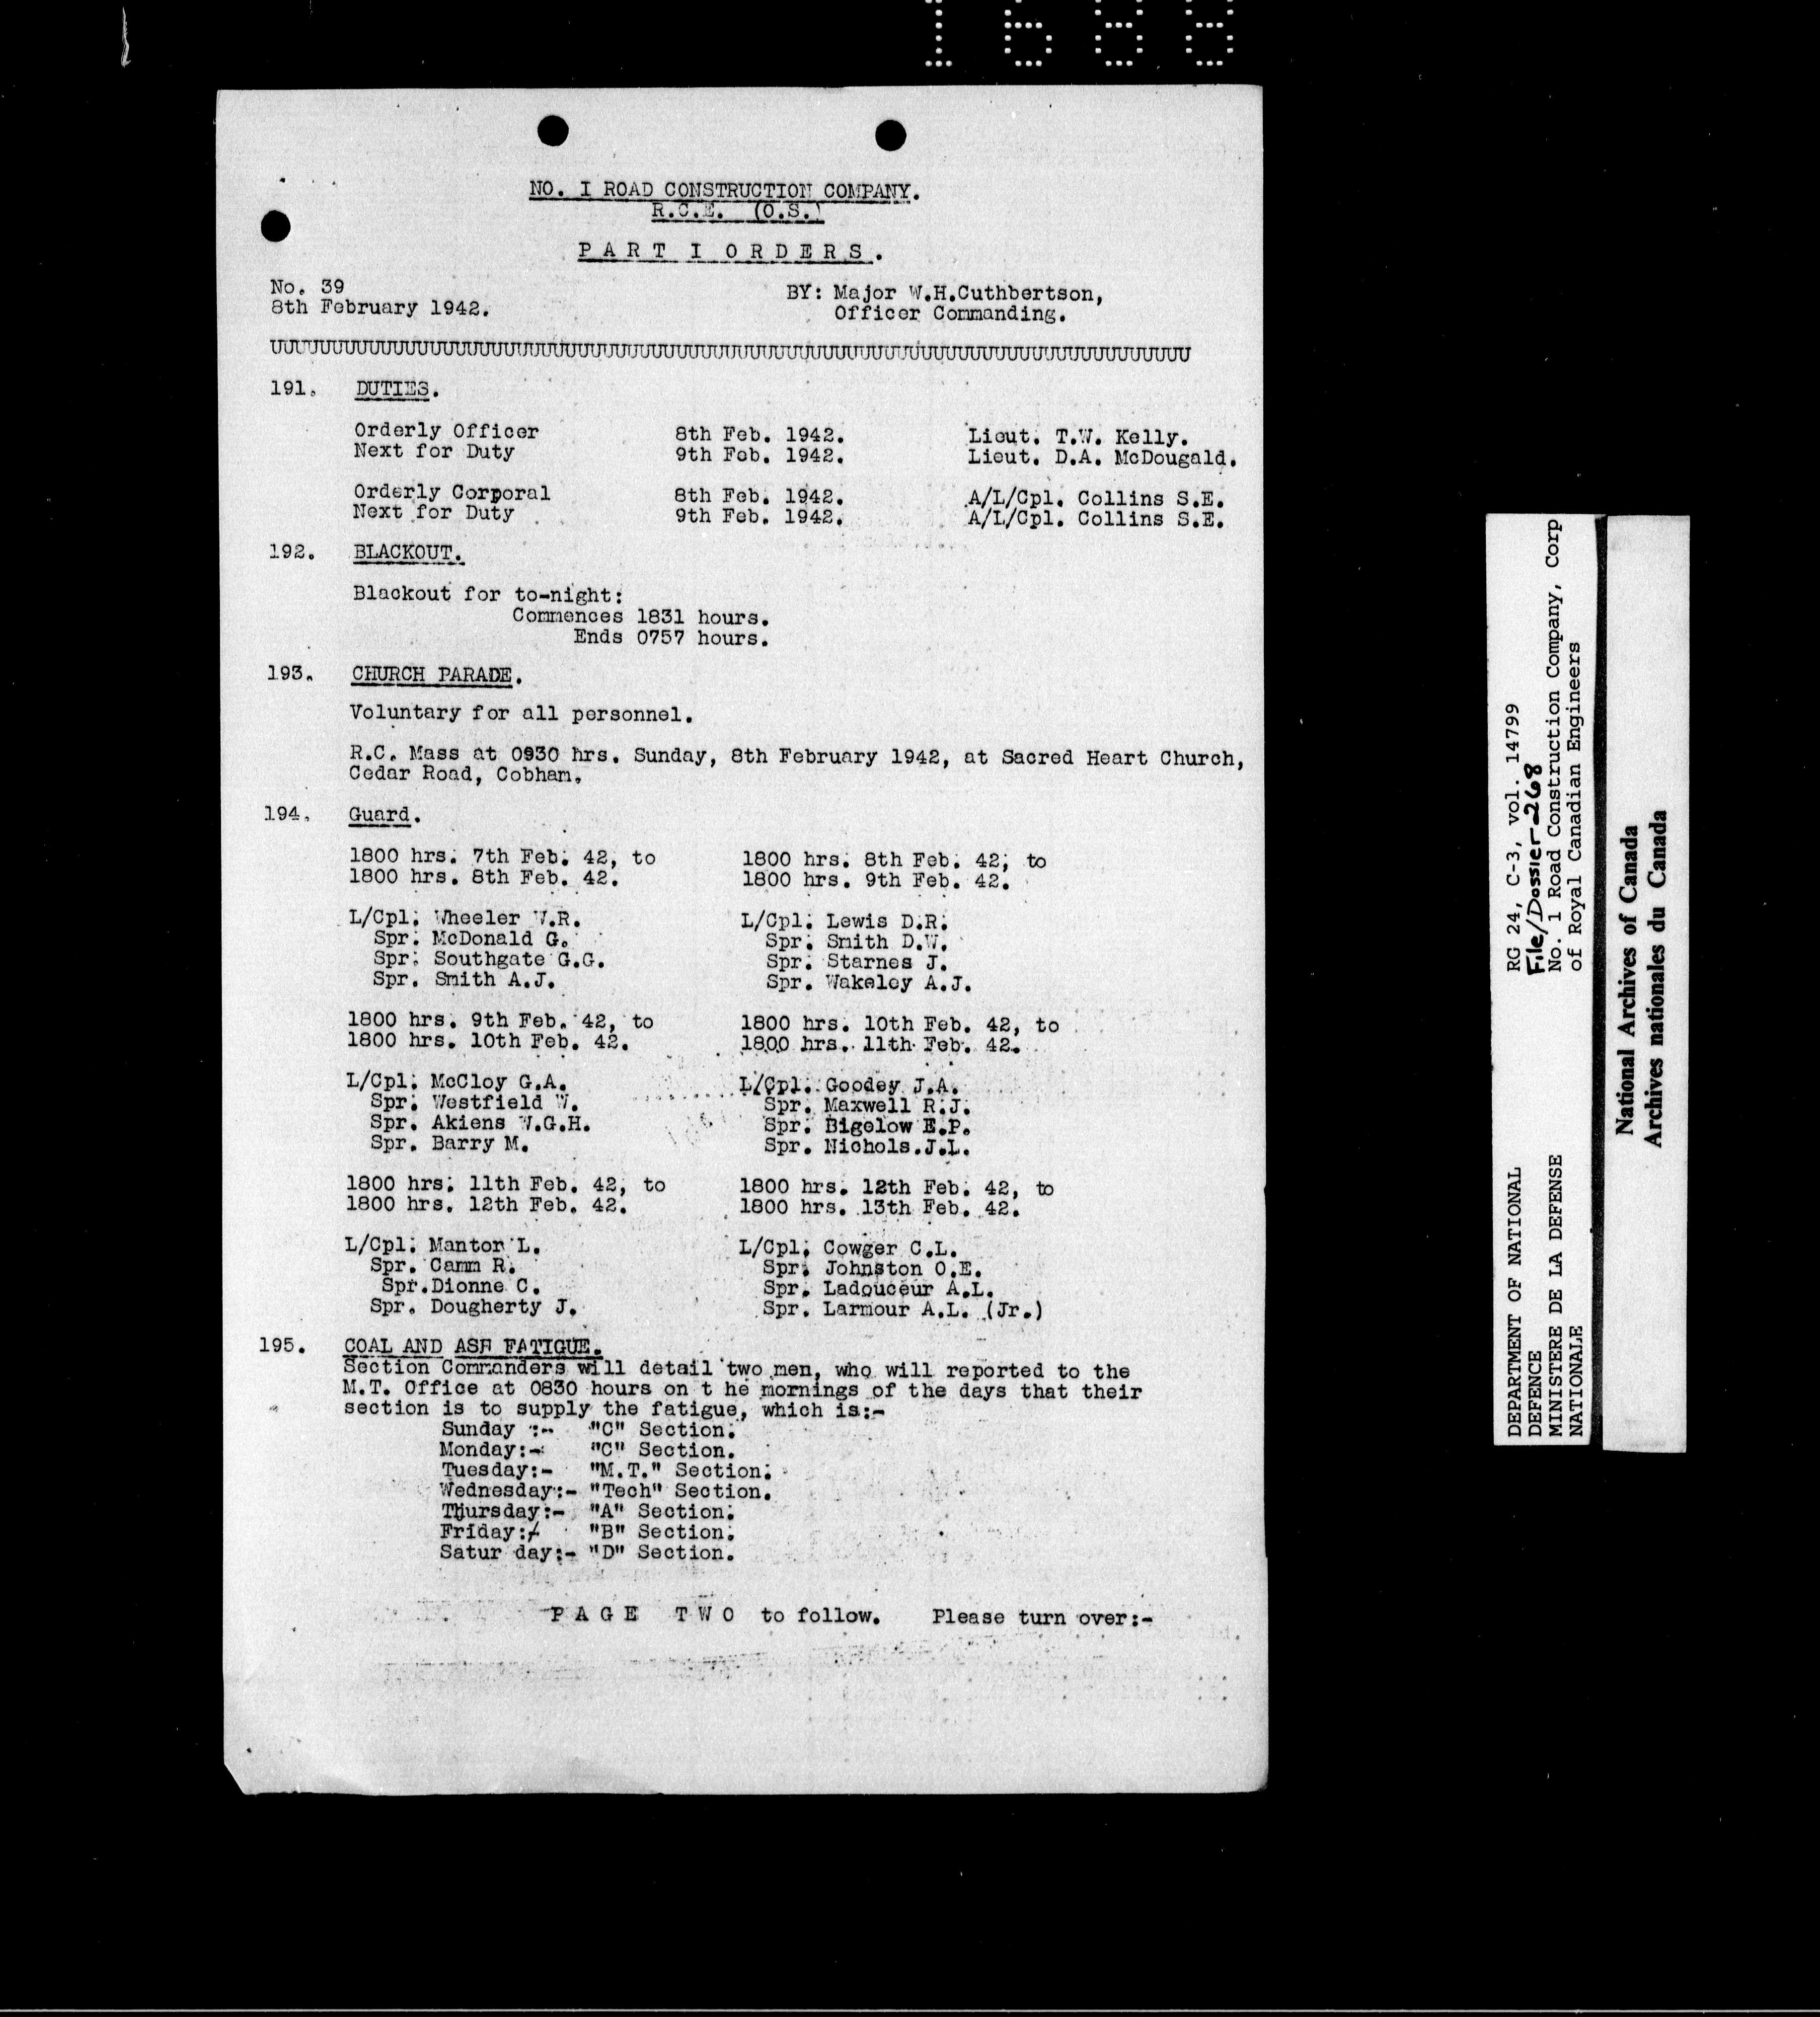 1688
NO. I ROAD CONSTRUCTION COMPANY.
R.C.E. (O.S.)
PART I ORDERS.
No. 39
8th February 1942.
BY: Major W.H.Cuthbertson,
Officer Commanding.
191. DUTIES.
Orderly Officer 8th Feb. 1942. Lieut. T.W. Kelly.
Next for Duty 9th Feb. 1942. Lieut. D.A. McDougald.
Orderly Corporal 8th Feb. 1942. A/L/Cpl. Collins S.E.
Next for Duty 9th Feb. 1942. A/L/Cpl. Collins S.E.
192. BLACKOUT.
Blackout for to-night:
Commences 1831 hours.
Ends 0757 hours.
193. CHURCH PARADE.
Voluntary for all personnel.
R.C. Mass at 0930 hrs. Sunday, 8th February 1942, at Sacred Heart Church,
Cedar Road, Cobham.
194. Guard.
1800 hrs. 7th Feb. 42, to 1800 hrs. 8th Feb. 42, to
1800 hrs. 8th Feb. 42. 1800 hrs. 9th Feb. 42.
L/Cpl. Wheeler W.R. L/Cpl. Lewis D.R.
Spr. McDonald G. Spr. Smith D.W.
Spr. Southgate G.G. Spr. Starnes J.
Spr. Smith A.J. Spr. Wakeley A.J.
1800 hrs. 9th Feb. 42, to 1800 hrs. 10th Feb. 42, to
1800 hrs. 10th Feb. 42. 1800 hrs. 11th Feb. 42.
L/Cpl. McCloy G.A. L/Cpl. Goodey J.A.
Spr. Westfield W. Spr. Maxwell R.J.
Spr. Akiens W.G.H. Spr. Bigelow E.P.
Spr. Barry M. Spr. Nichols.J.L.
1800 hrs. 11th Feb. 42, to 1800 hrs. 12th Feb. 42, to
1800 hrs. 12th Feb. 42. 1800 hrs. 13th Feb. 42.
L/Cpl. Mantor L. L/Cpl. Cowger C.L.
Spr. Camm R. Spr. Johnston O.E.
Spr.Dionne C. Spr. Ladouceur A.L.
Spr. Dougherty J. Spr. Larmour A.L. (Jr.)
195. COAL AND ASH FATIGUE.
Section Commanders will detail two men, who will reported to the
M.T. Office at 0830 hours on t he mornings of the days that their
section is to supply the fatigue, which is:-
Sunday :- "C" Section.
Monday:- "C" Section.
Tuesday:- "M.T." Section.
Wednesday:- "Tech" Section.
Thursday:- "A" Section.
Friday:- "B" Section.
Satur day:- "D" Section.
PAGE TWO to follow. Please turn over:-
DEPARTMENT OF NATIONAL
DEFENCE
MINISTERE DE LA DEFENSE
NATIONALE
RG 24, C-3, vol. 14799
File/Dossier-268
No. 1 Road Construction Company, Corp
of Royal Canadian Engineers
National Archives of Canada
Archives nationales du Canada